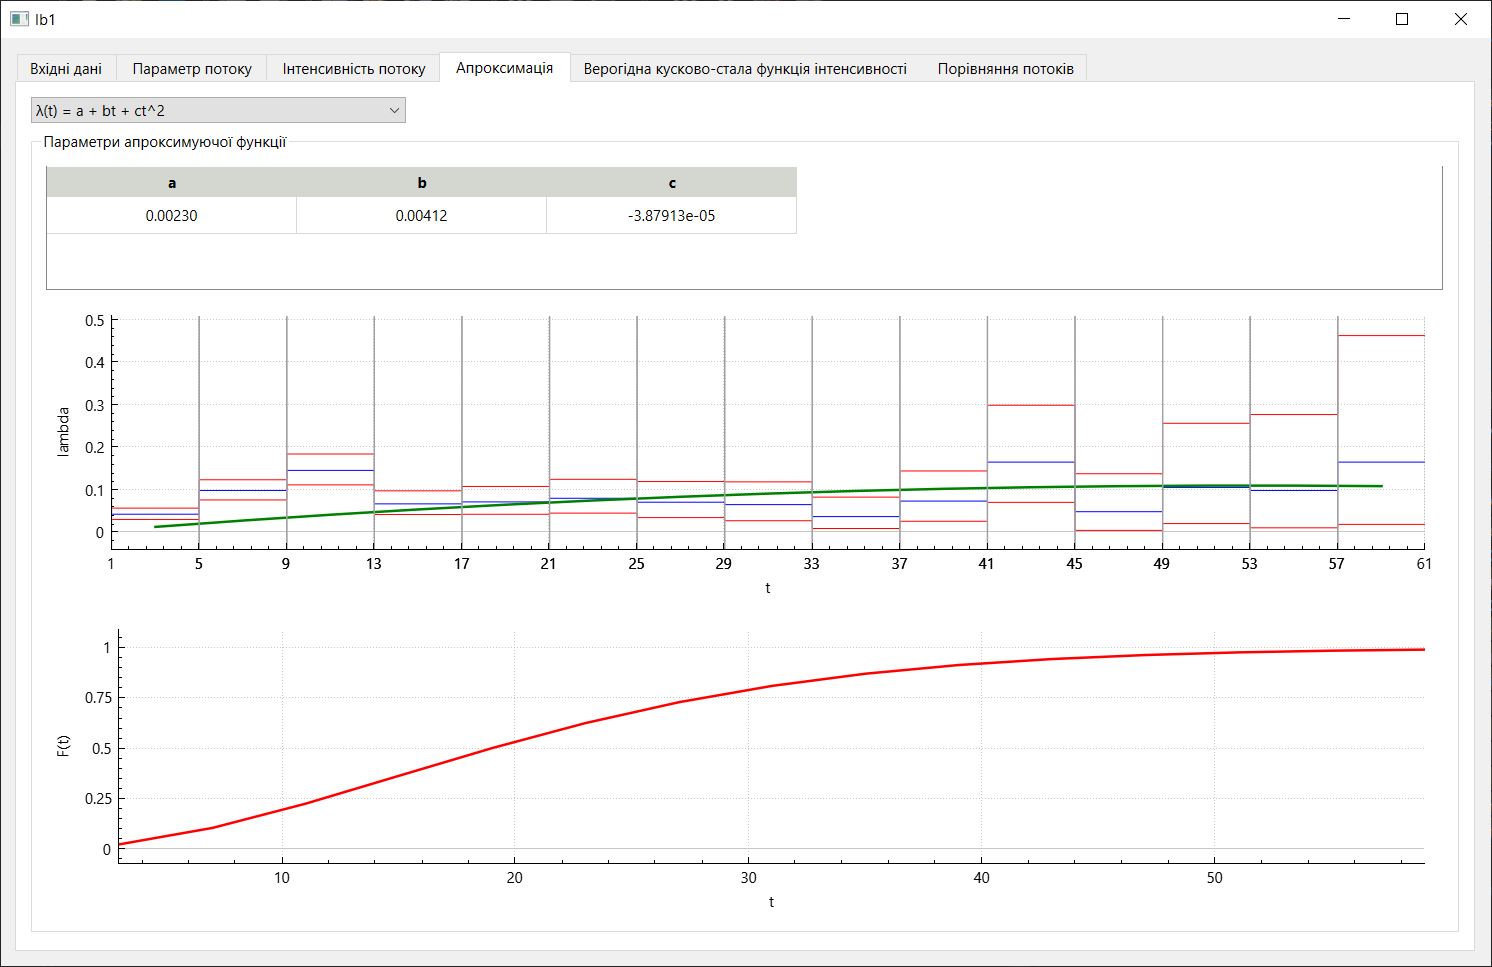 lb1
Вхідні дані Параметр потоку Інтенсивність потоку Апроксимація Верогідна кусково-стала функція інтенсивності Порівняння потоків
λ(t) = a + bt + ct^2
Параметри апроксимуючої функції
a b c
0.00230 0.00412 -3.87913e-05
0.5
0.4
0.3
lambda
0.2
0.1
0
1 5 9 13 17 21 25 29 33 37 41 45 49 53 57 61
t
1
0.75
F(t)
0.5
0.25
0
10 20 30 40 50
t